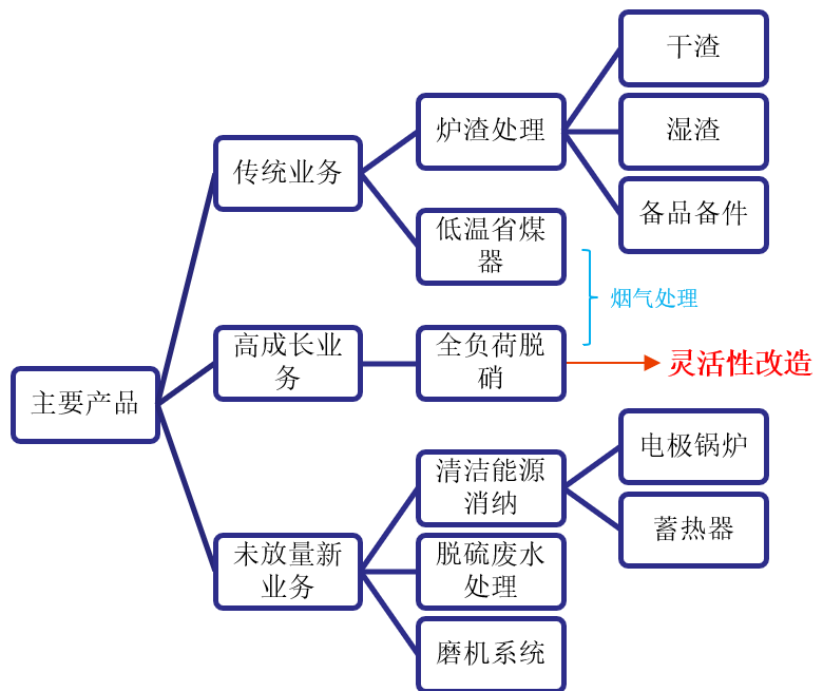 干渣
炉渣处理
湿渣
传统业务
备品备件
低温省煤
器
烟气处理
高成长业
务
全负荷脱
硝
灵活性改造
主要产品
清洁能源
消纳
电极锅炉
蓄热器
未放量新
业务
脱硫废水
处理
磨机系统